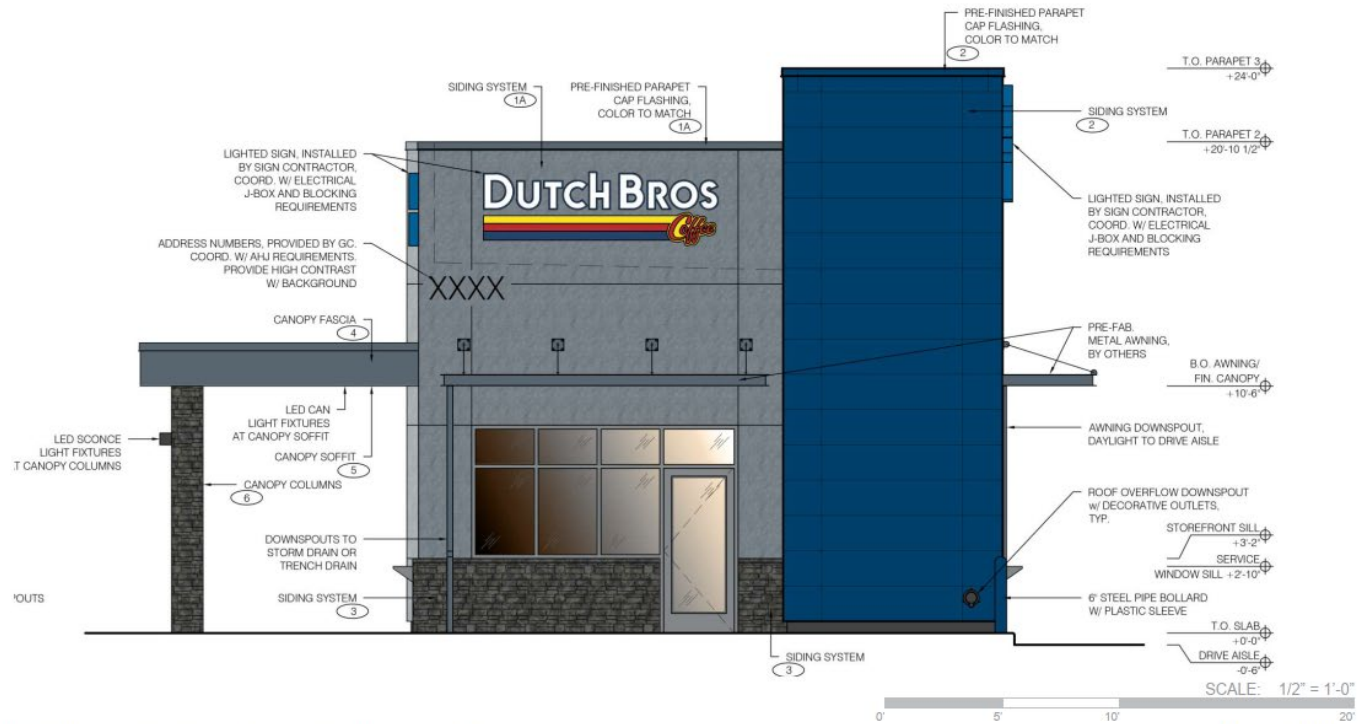 PRE-FINISHED PARAPET
CAP FLASHING,
COLOR TO MATCH
2
T.O. PARAPET 3
+24'-0"
SIDING SYSTEM
1A
PRE-FINISHED PARAPET
CAP FLASHING,
COLOR TO MATCH
1A
SIDING SYSTEM
2
T.O. PARAPET 2
+20'-10 1/2"
LIGHTED SIGN, INSTALLED
BY SIGN CONTRACTOR,
COORD. W/ ELECTRICAL
J-BOX AND BLOCKING
REQUIREMENTS
DUTCH BROS
Coffee
LIGHTED SIGN, INSTALLED
BY SIGN CONTRACTOR,
COORD. W/ ELECTRICAL
J-BOX AND BLOCKING
REQUIREMENTS
ADDRESS NUMBERS, PROVIDED BY GC.
COORD. W/ AHJ REQUIREMENTS.
PROVIDE HIGH CONTRAST
W/ BACKGROUND
XXXX
CANOPY FASCIA
4
PRE-FAB.
METAL AWNING,
BY OTHERS
B.O. AWNING/
FIN. CANOPY
+10'-6"
LED CAN
LIGHT FIXTURES
AT CANOPY SOFFIT
LED SCONCE
LIGHT FIXTURES
T CANOPY COLUMNS
CANOPY SOFFIT
5
AWNING DOWNSPOUT,
DAYLIGHT TO DRIVE AISLE
CANOPY COLUMNS
6
ROOF OVERFLOW DOWNSPOUT
w/ DECORATIVE OUTLETS,
TYP.
STOREFRONT SILL
+3'-2"
DOWNSPOUTS TO
STORM DRAIN OR
TRENCH DRAIN
SERVICE
WINDOW SILL +2'-10"
'OUTS
SIDING SYSTEM
3
6" STEEL PIPE BOLLARD
W/ PLASTIC SLEEVE
T.O. SLAB
+0'-0"
SIDING SYSTEM
3
DRIVE AISLE
-0'-6"
SCALE: 1/2" = 1'-0"
0' 5' 10' 20'